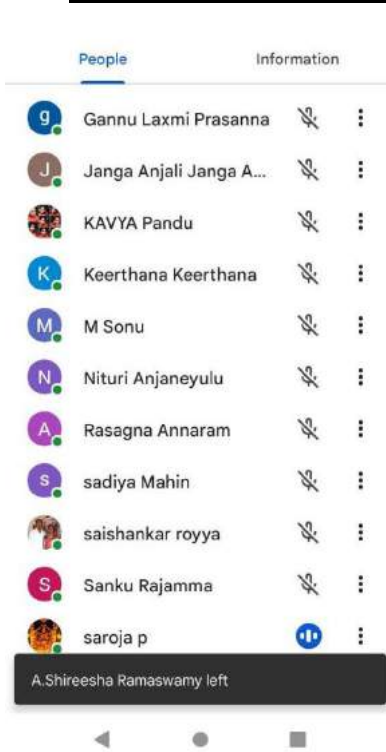 People
Information
g Gannu Laxmi Prasanna
J Janga Anjali Janga A...
KAVYA Pandu
K Keerthana Keerthana
M M Sonu
N Nituri Anjaneyulu
A Rasagna Annaram
s sadiya Mahin
saishankar royya
S Sanku Rajamma
saroja p
A.Shireesha Ramaswamy left